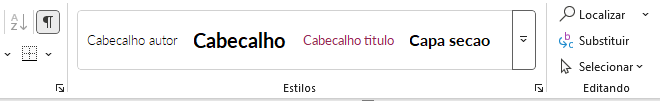 A
Z
¶
Cabecalho autor Cabecalho Cabecalho titulo Capa secao
Estilos
Localizar
b
c
Substituir
Selecionar
Editando